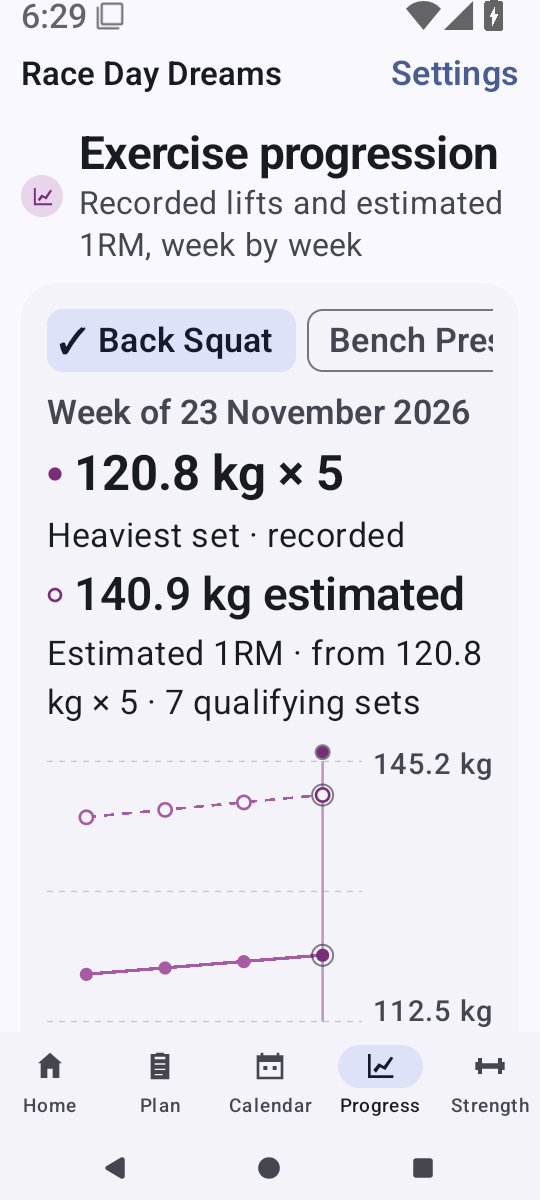 6:29
Race Day Dreams
Settings
Exercise progression
Recorded lifts and estimated
1RM, week by week
✓ Back Squat
Bench Pres
Week of 23 November 2026
120.8 kg × 5
Heaviest set · recorded
140.9 kg estimated
Estimated 1RM · from 120.8
kg × 5 · 7 qualifying sets
145.2 kg
112.5 kg
Home
Plan
Calendar
Progress
Strength